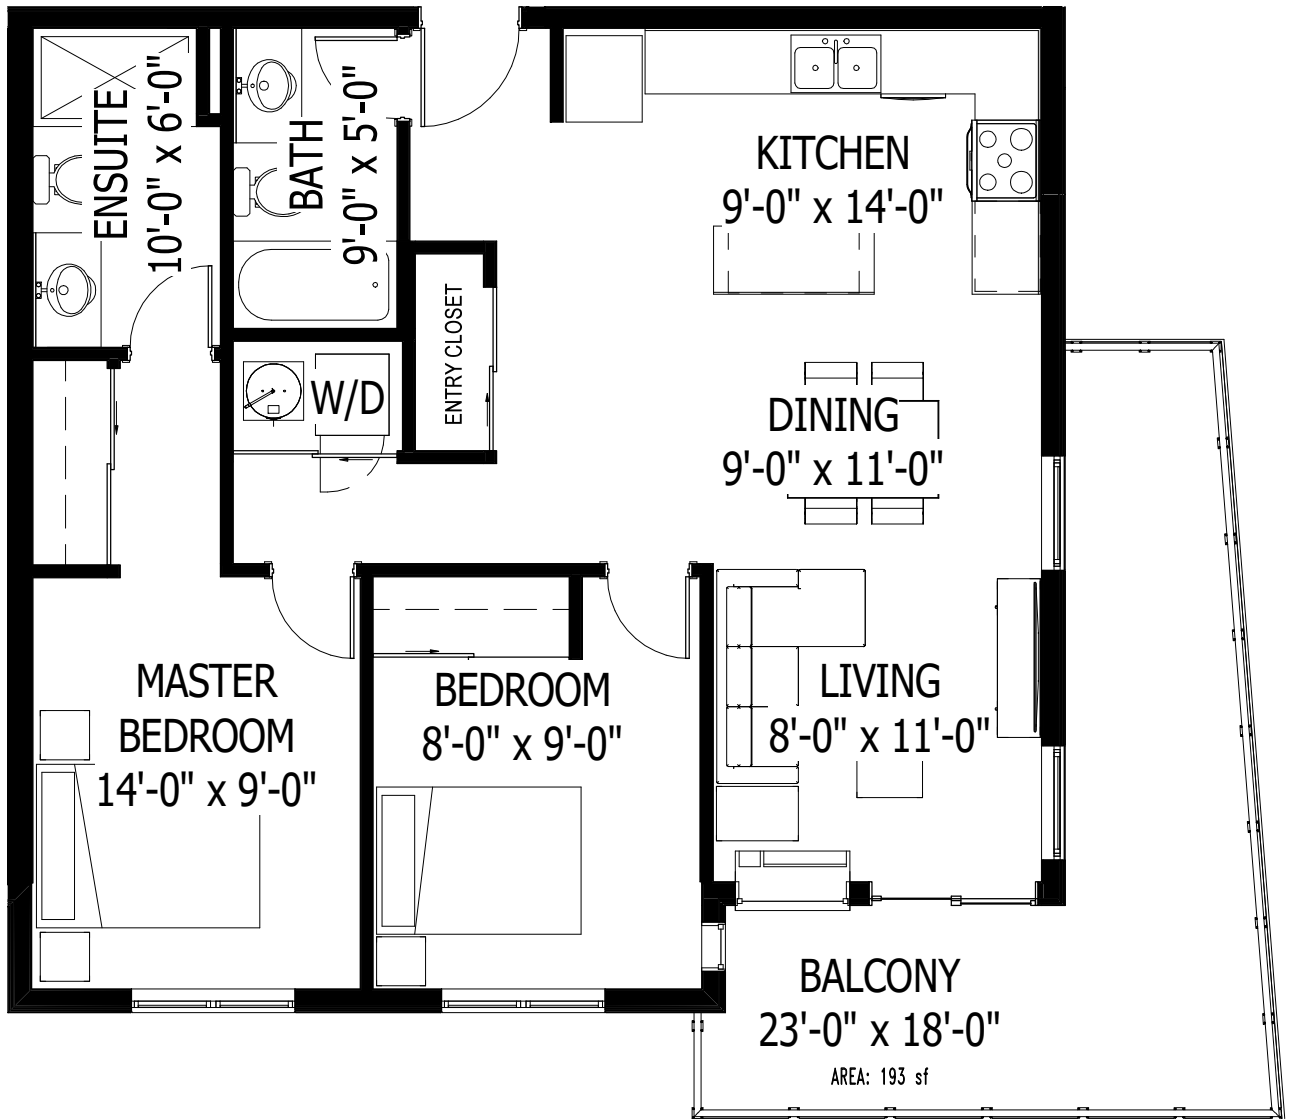 ENSUITE
10'-0" x 6'-0"
BATH
9'-0" x 5'-0"
KITCHEN
9'-0" x 14'-0"
ENTRY CLOSET
W/D
DINING
9'-0" x 11'-0"
MASTER
BEDROOM
14'-0" x 9'-0"
BEDROOM
8'-0" x 9'-0"
LIVING
8'-0" x 11'-0"
BALCONY
23'-0" x 18'-0"
AREA: 193 sf